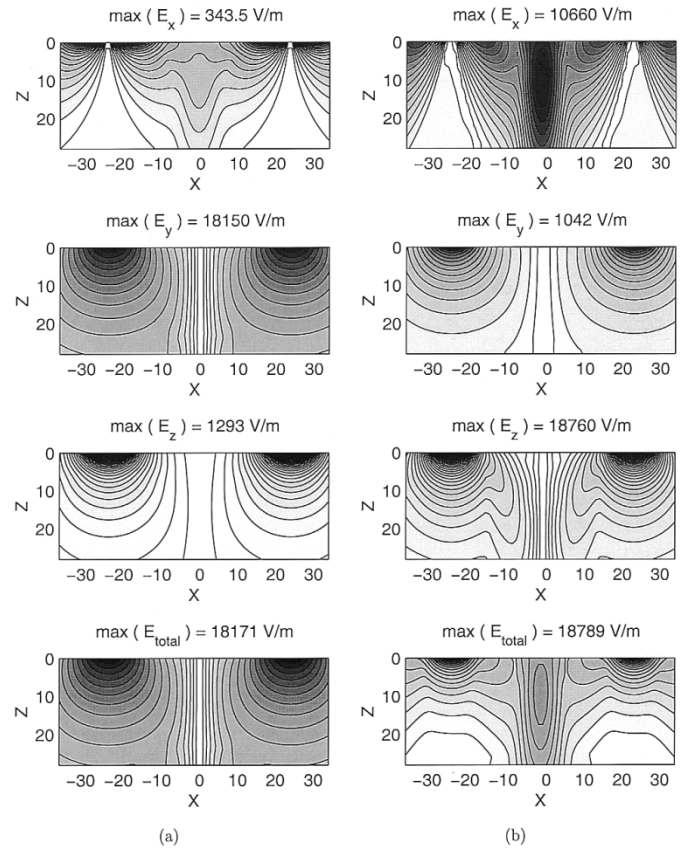 max ( E_x ) = 343.5 V/m
0
10
20
Z
−30 −20 −10 0 10 20 30
X
max ( E_y ) = 18150 V/m
0
10
20
Z
−30 −20 −10 0 10 20 30
X
max ( E_z ) = 1293 V/m
0
10
20
Z
−30 −20 −10 0 10 20 30
X
max ( E_total ) = 18171 V/m
0
10
20
Z
−30 −20 −10 0 10 20 30
X
(a)
max ( E_x ) = 10660 V/m
0
10
20
Z
−30 −20 −10 0 10 20 30
X
max ( E_y ) = 1042 V/m
0
10
20
Z
−30 −20 −10 0 10 20 30
X
max ( E_z ) = 18760 V/m
0
10
20
Z
−30 −20 −10 0 10 20 30
X
max ( E_total ) = 18789 V/m
0
10
20
Z
−30 −20 −10 0 10 20 30
X
(b)